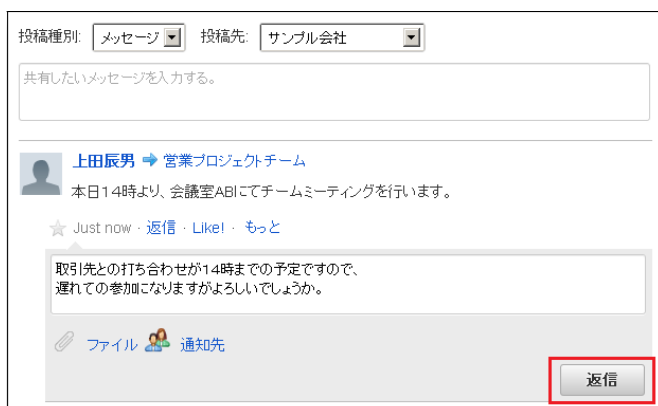 投稿種別: メッセージ 投稿先: サンプル会社
共有したいメッセージを入力する。
上田辰男 営業プロジェクトチーム
本日14時より、会議室ABIにてチームミーティングを行います。
Just now · 返信 · Like! · もっと
取引先との打ち合わせが14時までの予定ですので、
遅れての参加になりますがよろしいでしょうか。
ファイル 通知先
返信